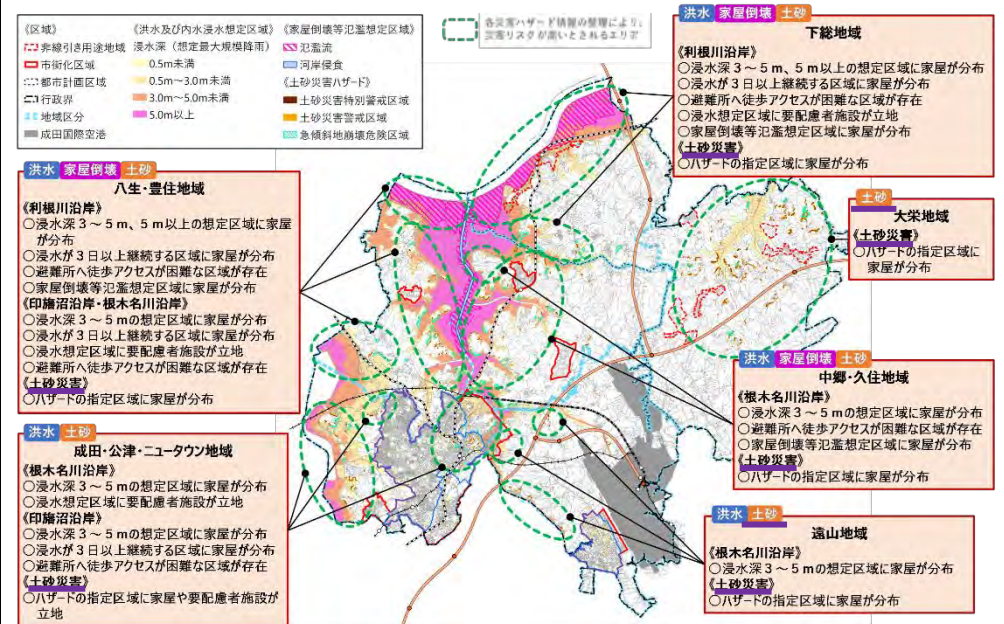 《区域》
非線引き用途地域
市街化区域
都市計画区域
行政界
地域区分
成田国際空港
《洪水及び内水浸水想定区域》
浸水深（想定最大規模降雨）
0.5m未満
0.5m～3.0m未満
3.0m～5.0m未満
5.0m以上
《家屋倒壊等氾濫想定区域》
氾濫流
河岸侵食
《土砂災害ハザード》
土砂災害特別警戒区域
土砂災害警戒区域
急傾斜地崩壊危険区域
各災害ハザード情報の整理により、
災害リスクが高いとされるエリア
洪水 家屋倒壊 土砂
下総地域
《利根川沿岸》
○浸水深３～５ｍ、５ｍ以上の想定区域に家屋が分布
○浸水が３日以上継続する区域に家屋が分布
○避難所へ徒歩アクセスが困難な区域が存在
○浸水想定区域に要配慮者施設が立地
○家屋倒壊等氾濫想定区域に家屋が分布
《土砂災害》
○ハザードの指定区域に家屋が分布
洪水 家屋倒壊 土砂
八生・豊住地域
《利根川沿岸》
○浸水深３～５ｍ、５ｍ以上の想定区域に家屋
が分布
○浸水が３日以上継続する区域に家屋が分布
○避難所へ徒歩アクセスが困難な区域が存在
○家屋倒壊等氾濫想定区域に家屋が分布
《印旛沼沿岸・根木名川沿岸》
○浸水深３～５ｍの想定区域に家屋が分布
○浸水が３日以上継続する区域に家屋が分布
○浸水想定区域に要配慮者施設が立地
○避難所へ徒歩アクセスが困難な区域が存在
《土砂災害》
○ハザードの指定区域に家屋が分布
土砂
大栄地域
《土砂災害》
○ハザードの指定区域に
家屋が分布
洪水 家屋倒壊 土砂
中郷・久住地域
《根木名川沿岸》
○浸水深３～５ｍの想定区域に家屋が分布
○避難所へ徒歩アクセスが困難な区域が存在
○家屋倒壊等氾濫想定区域に家屋が分布
《土砂災害》
○ハザードの指定区域に家屋が分布
洪水 土砂
成田・公津・ニュータウン地域
《根木名川沿岸》
○浸水深３～５ｍの想定区域に家屋が分布
○浸水想定区域に要配慮者施設が立地
《印旛沼沿岸》
○浸水深３～５ｍの想定区域に家屋が分布
○浸水が３日以上継続する区域に家屋が分布
○避難所へ徒歩アクセスが困難な区域が存在
《土砂災害》
○ハザードの指定区域に家屋や要配慮者施設が
立地
洪水 土砂
遠山地域
《根木名川沿岸》
○浸水深３～５ｍの想定区域に家屋が分布
《土砂災害》
○ハザードの指定区域に家屋が分布